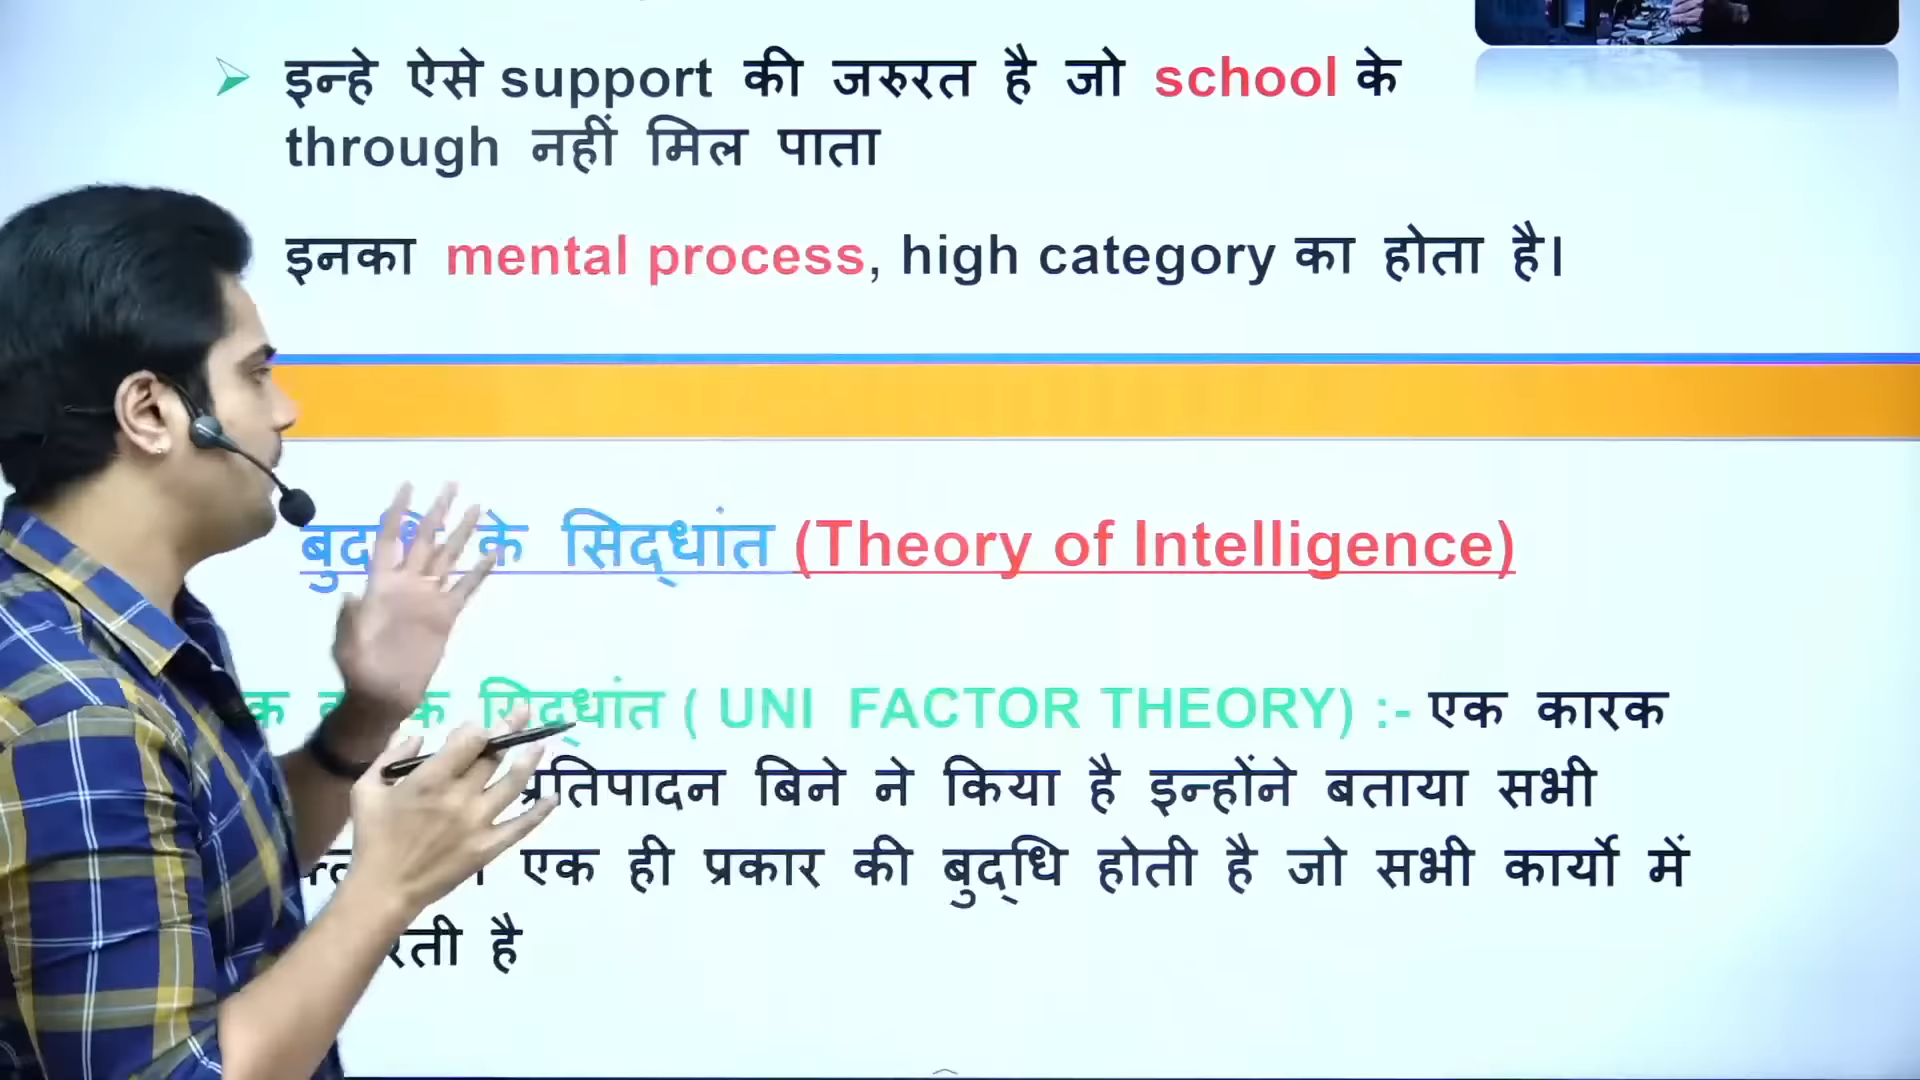 इन्हे ऐसे support की जरुरत है जो school के
through नहीं मिल पाता
इनका mental process, high category का होता है।
के सिद्धांत (Theory of Intelligence)
सिद्धांत ( UNI FACTOR THEORY) :- एक कारक
प्रतिपादन बिने ने किया है इन्होंने बताया सभी
एक ही प्रकार की बुद्धि होती है जो सभी कार्यो में
है